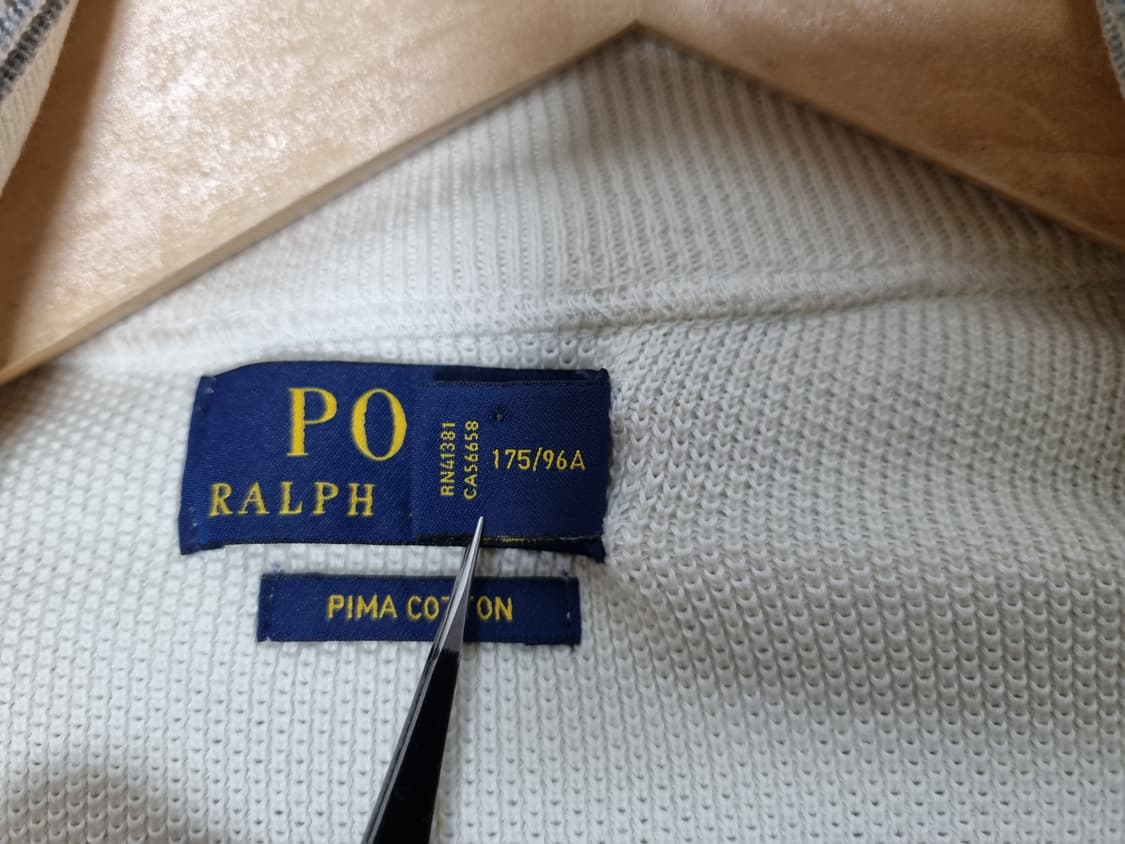 PO
RALPH
RN41381
CA56658
175/96A
PIMA COTTON